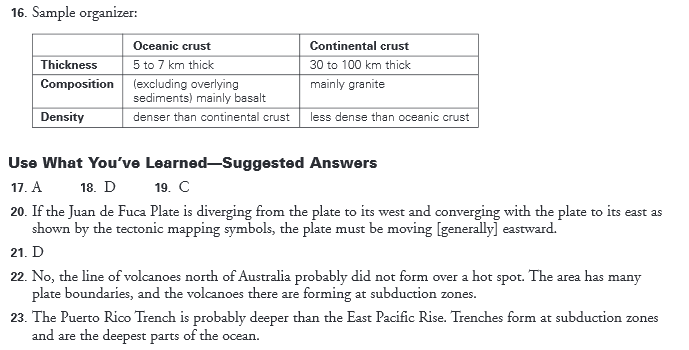 16. Sample organizer:
Oceanic crust Continental crust
Thickness 5 to 7 km thick 30 to 100 km thick
Composition (excluding overlying mainly granite
sediments) mainly basalt
Density denser than continental crust less dense than oceanic crust
Use What You've Learned—Suggested Answers
17. A 18. D 19. C
20. If the Juan de Fuca Plate is diverging from the plate to its west and converging with the plate to its east as
shown by the tectonic mapping symbols, the plate must be moving [generally] eastward.
21. D
22. No, the line of volcanoes north of Australia probably did not form over a hot spot. The area has many
plate boundaries, and the volcanoes there are forming at subduction zones.
23. The Puerto Rico Trench is probably deeper than the East Pacific Rise. Trenches form at subduction zones
and are the deepest parts of the ocean.